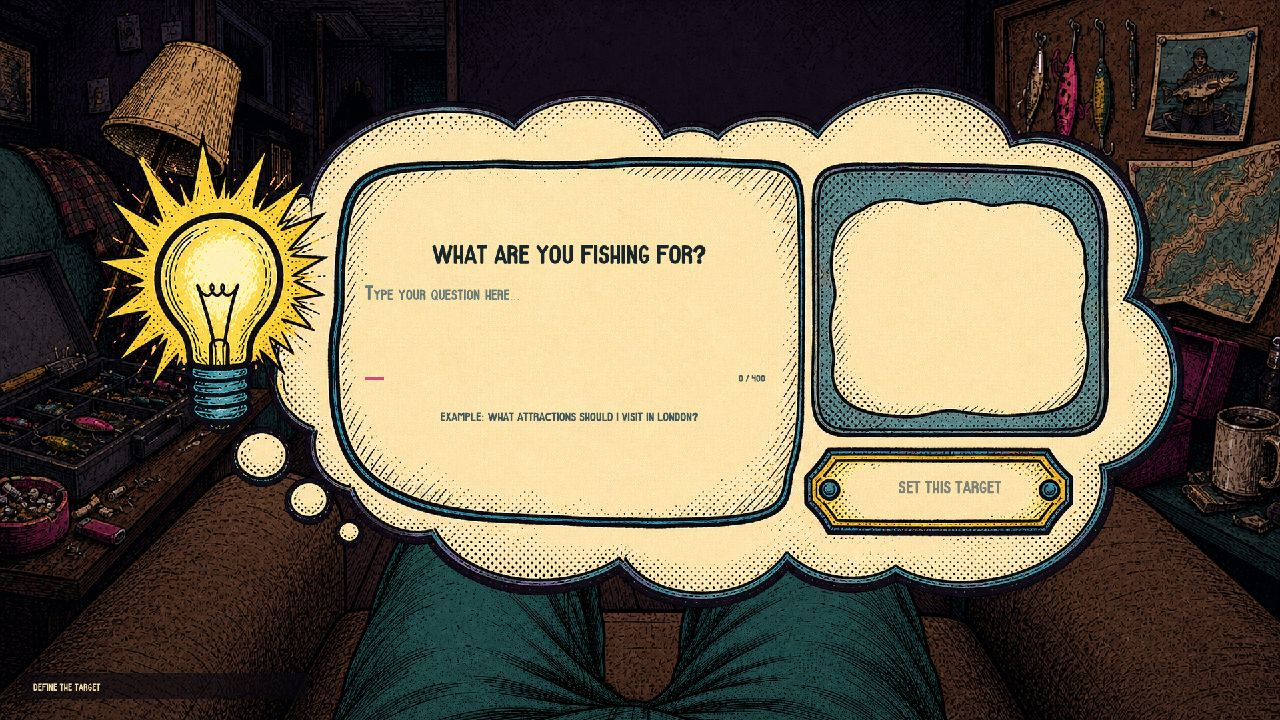 WHAT ARE YOU FISHING FOR?
TYPE YOUR QUESTION HERE...
0 / 400
EXAMPLE: WHAT ATTRACTIONS SHOULD I VISIT IN LONDON?
SET THIS TARGET
DEFINE THE TARGET